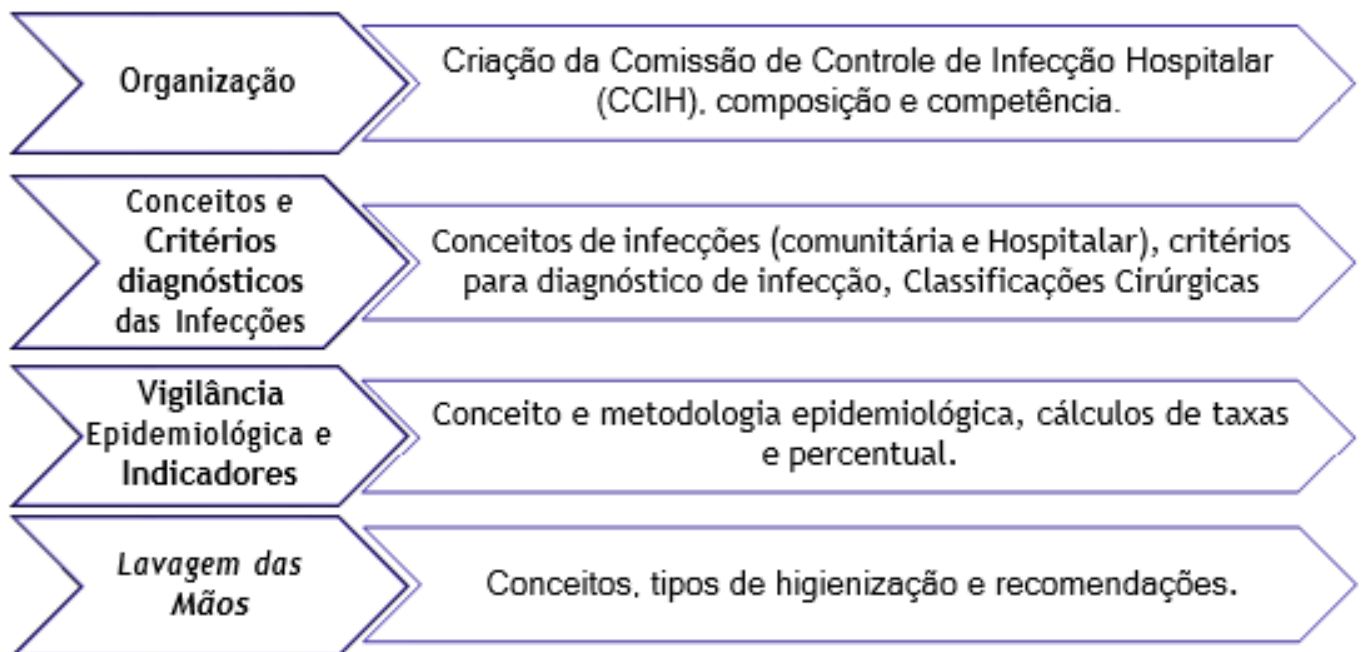 Organização
Criação da Comissão de Controle de Infecção Hospitalar
(CCIH), composição e competência.
Conceitos e
Critérios
diagnósticos
das Infecções
Conceitos de infecções (comunitária e Hospitalar), critérios
para diagnóstico de infecção, Classificações Cirúrgicas
Vigilância
Epidemiológica e
Indicadores
Conceito e metodologia epidemiológica, cálculos de taxas
e percentual.
Lavagem das
Mãos
Conceitos, tipos de higienização e recomendações.